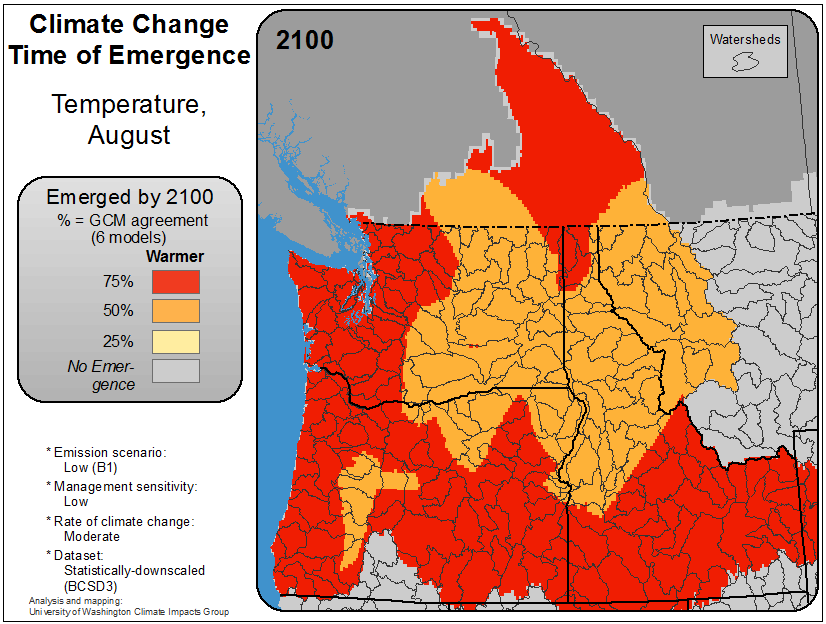 Climate Change
Time of Emergence
Temperature,
August
Emerged by 2100
% = GCM agreement
(6 models)
Warmer
75%
50%
25%
No Emer-
gence
* Emission scenario:
Low (B1)
* Management sensitivity:
Low
* Rate of climate change:
Moderate
* Dataset:
Statistically-downscaled
(BCSD3)
Analysis and mapping:
University of Washington Climate Impacts Group
2100
Watersheds